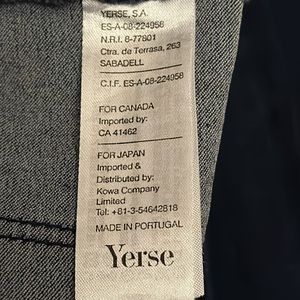 YERSE, S.A.
ES-A-08-224958
N.R.I. 8-77801
Ctra. de Terrasa, 263
SABADELL
C.I.F. ES-A-08-224958
FOR CANADA
Imported by:
CA 41462
FOR JAPAN
Imported &
Distributed by:
Kowa Company
Limited
Tel: +81-3-54642818
MADE IN PORTUGAL
Yerse